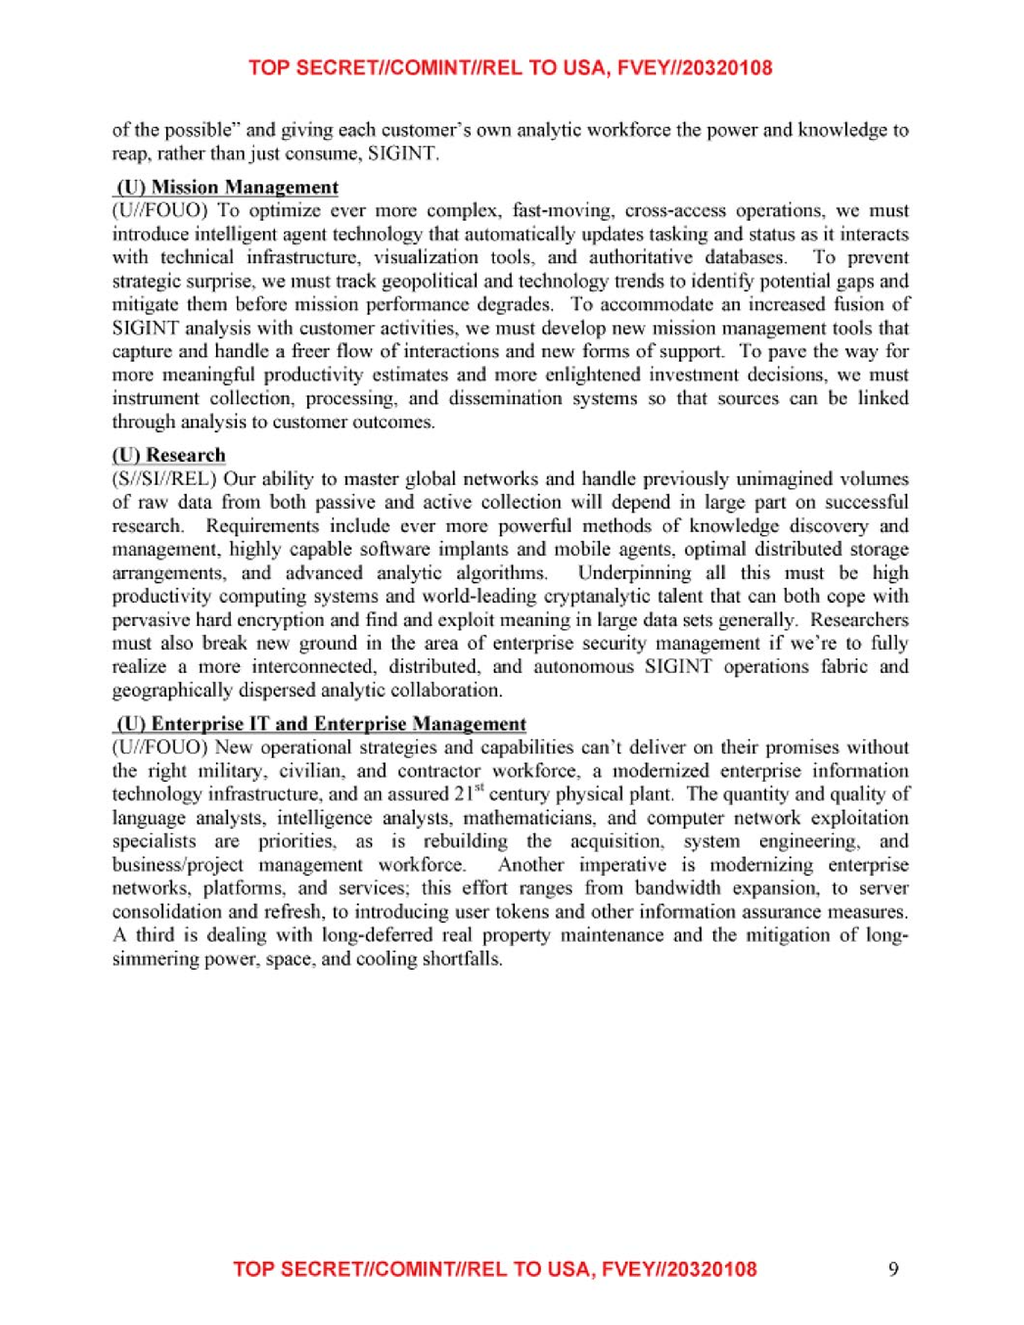 TOP SECRET//COMINT//REL TO USA, FVEY//20320108
of the possible” and giving each customer’s own analytic workforce the power and knowledge to
reap, rather than just consume, SIGINT.
(U) Mission Management
(U//FOUO) To optimize ever more complex, fast-moving, cross-access operations, we must
introduce intelligent agent technology that automatically updates tasking and status as it interacts
with technical infrastructure, visualization tools, and authoritative databases. To prevent
strategic surprise, we must track geopolitical and technology trends to identify potential gaps and
mitigate them before mission performance degrades. To accommodate an increased fusion of
SIGINT analysis with customer activities, we must develop new mission management tools that
capture and handle a freer flow of interactions and new forms of support. To pave the way for
more meaningful productivity estimates and more enlightened investment decisions, we must
instrument collection, processing, and dissemination systems so that sources can be linked
through analysis to customer outcomes.
(U) Research
(S//SI//REL) Our ability to master global networks and handle previously unimagined volumes
of raw data from both passive and active collection will depend in large part on successful
research. Requirements include ever more powerful methods of knowledge discovery and
management, highly capable software implants and mobile agents, optimal distributed storage
arrangements, and advanced analytic algorithms. Underpinning all this must be high
productivity computing systems and world-leading cryptanalytic talent that can both cope with
pervasive hard encryption and find and exploit meaning in large data sets generally. Researchers
must also break new ground in the area of enterprise security management if we’re to fully
realize a more interconnected, distributed, and autonomous SIGINT operations fabric and
geographically dispersed analytic collaboration.
(U) Enterprise IT and Enterprise Management
(U//FOUO) New operational strategies and capabilities can’t deliver on their promises without
the right military, civilian, and contractor workforce, a modernized enterprise information
technology infrastructure, and an assured 21st century physical plant. The quantity and quality of
language analysts, intelligence analysts, mathematicians, and computer network exploitation
specialists are priorities, as is rebuilding the acquisition, system engineering, and
business/project management workforce. Another imperative is modernizing enterprise
networks, platforms, and services; this effort ranges from bandwidth expansion, to server
consolidation and refresh, to introducing user tokens and other information assurance measures.
A third is dealing with long-deferred real property maintenance and the mitigation of long-
simmering power, space, and cooling shortfalls.
TOP SECRET//COMINT//REL TO USA, FVEY//20320108 9